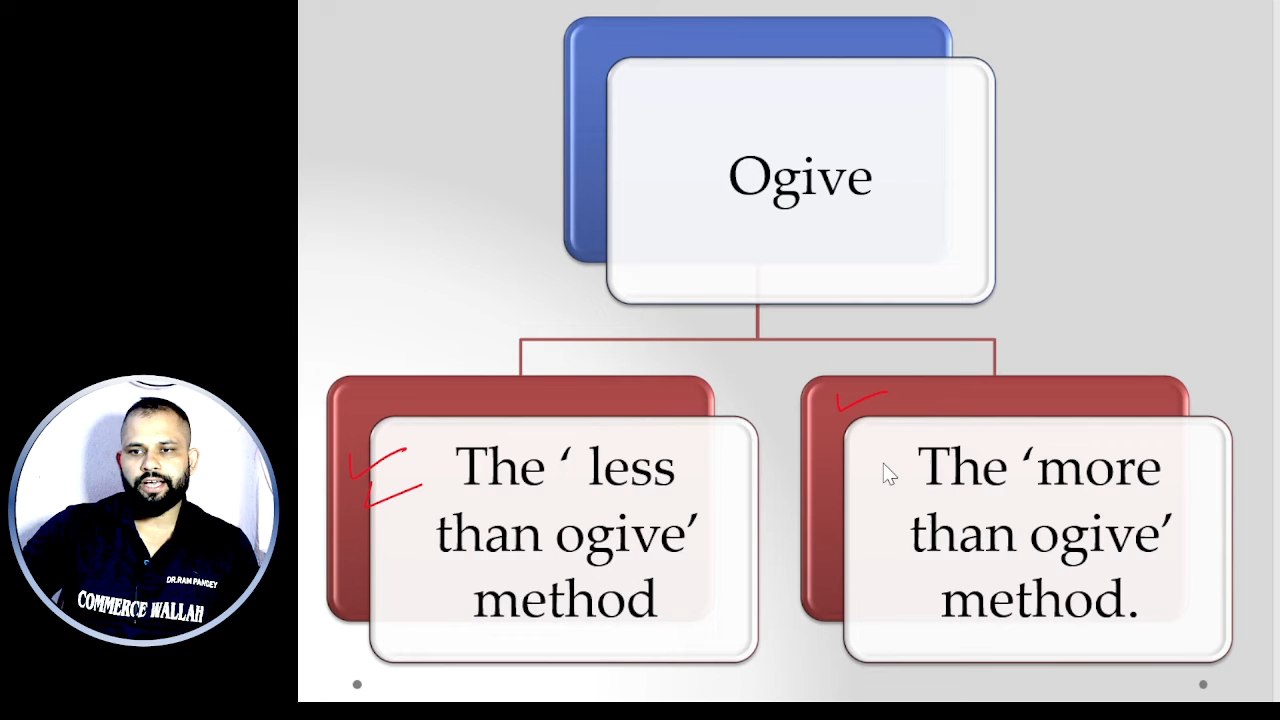 Ogive
The ‘ less
than ogive’
method
The ‘more
than ogive’
method.
DR.RAM PANDEY
COMMERCE WALLAH